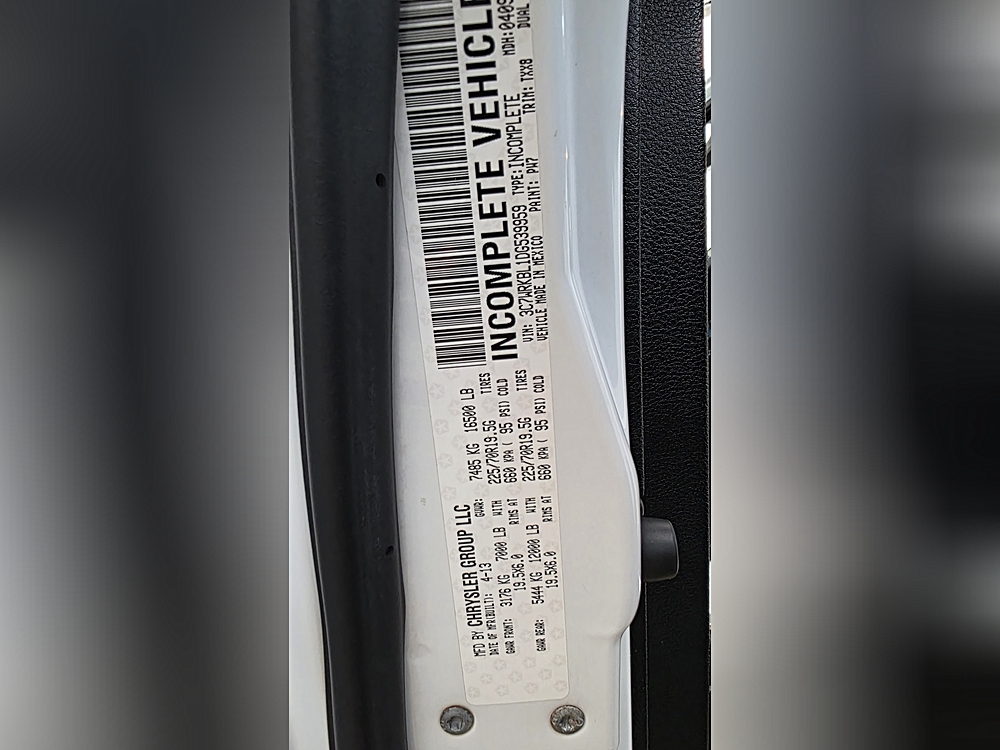 MFD BY CHRYSLER GROUP LLC
DATE OF MFR(BUILT): 4-13 GVWR: 7485 KG 16500 LB
GAWR FRONT: 3176 KG 7000 LB WITH 225/70R19.5G TIRES
19.5X6.0 RIMS AT 660 KPA ( 95 PSI) COLD
GAWR REAR: 5444 KG 12000 LB WITH 225/70R19.5G TIRES
19.5X6.0 RIMS AT 660 KPA ( 95 PSI) COLD
INCOMPLETE VEHICLE
VIN: 3C7WRKBL1DG539959 TYPE:INCOMPLETE MDH:0409
VEHICLE MADE IN MEXICO PAINT: PW7 TRIM: TXX8 DUAL